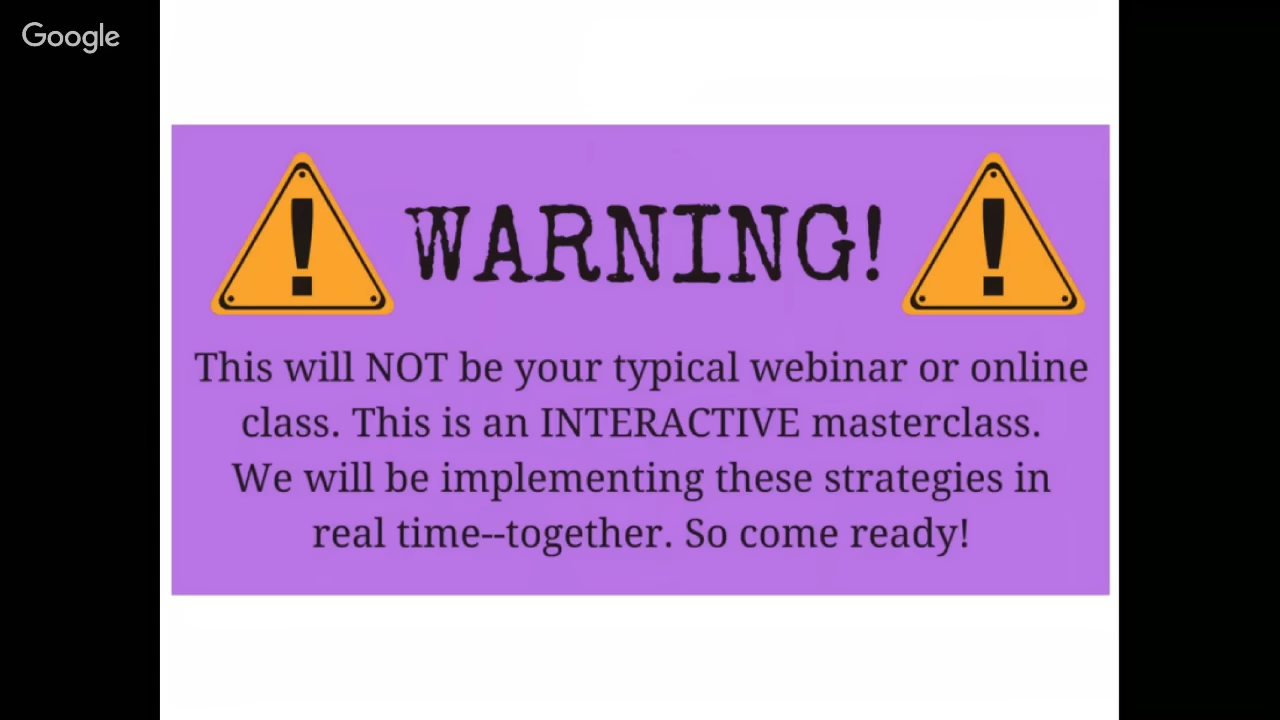 Google
WARNING!
This will NOT be your typical webinar or online
class. This is an INTERACTIVE masterclass.
We will be implementing these strategies in
real time--together. So come ready!